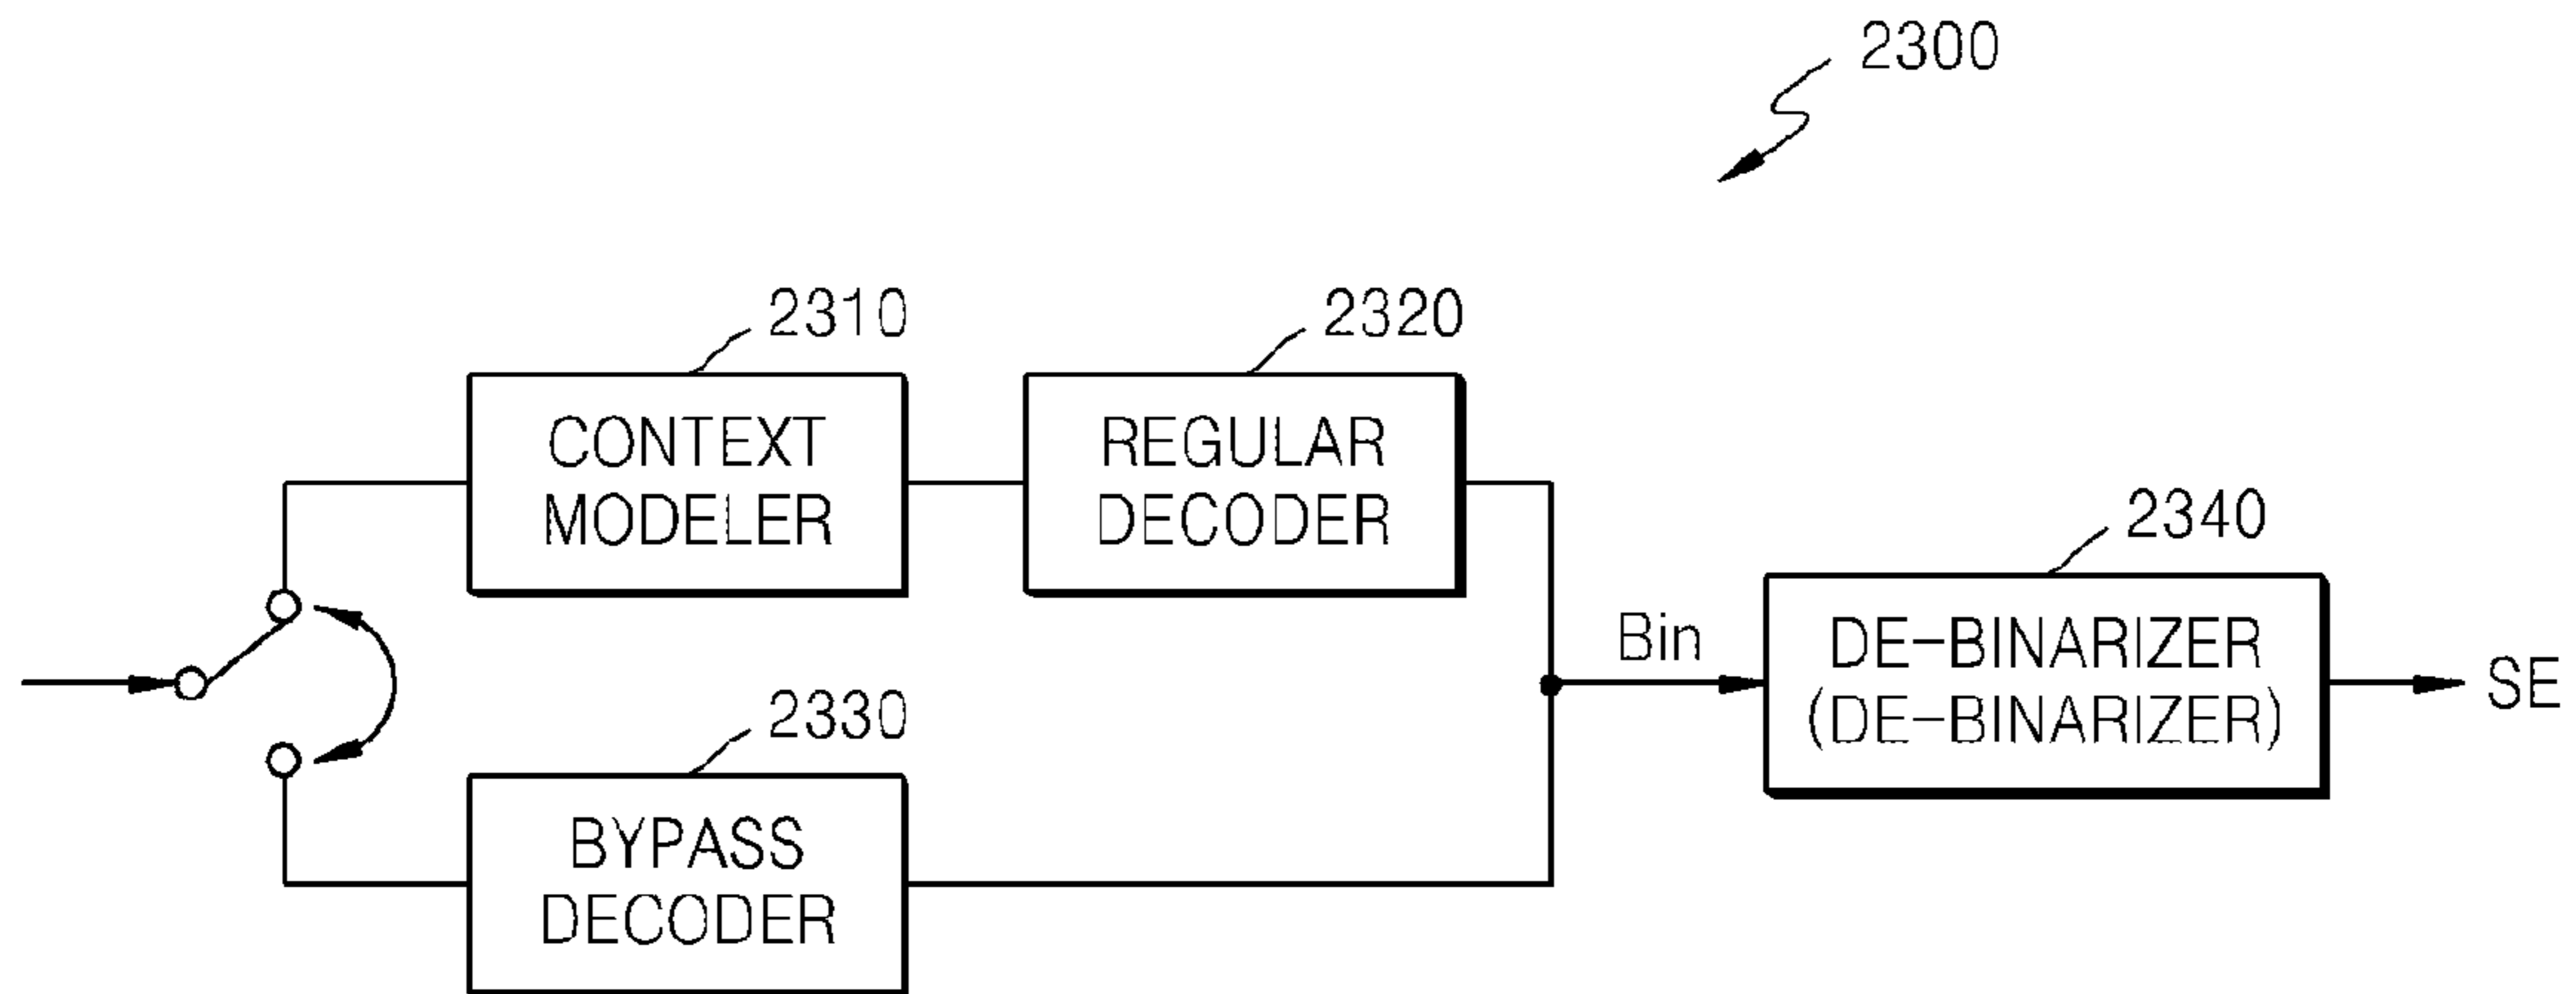 2300
2310
2320
CONTEXT
MODELER
REGULAR
DECODER
2340
Bin
DE-BINARIZER
(DE-BINARIZER)
SE
2330
BYPASS
DECODER